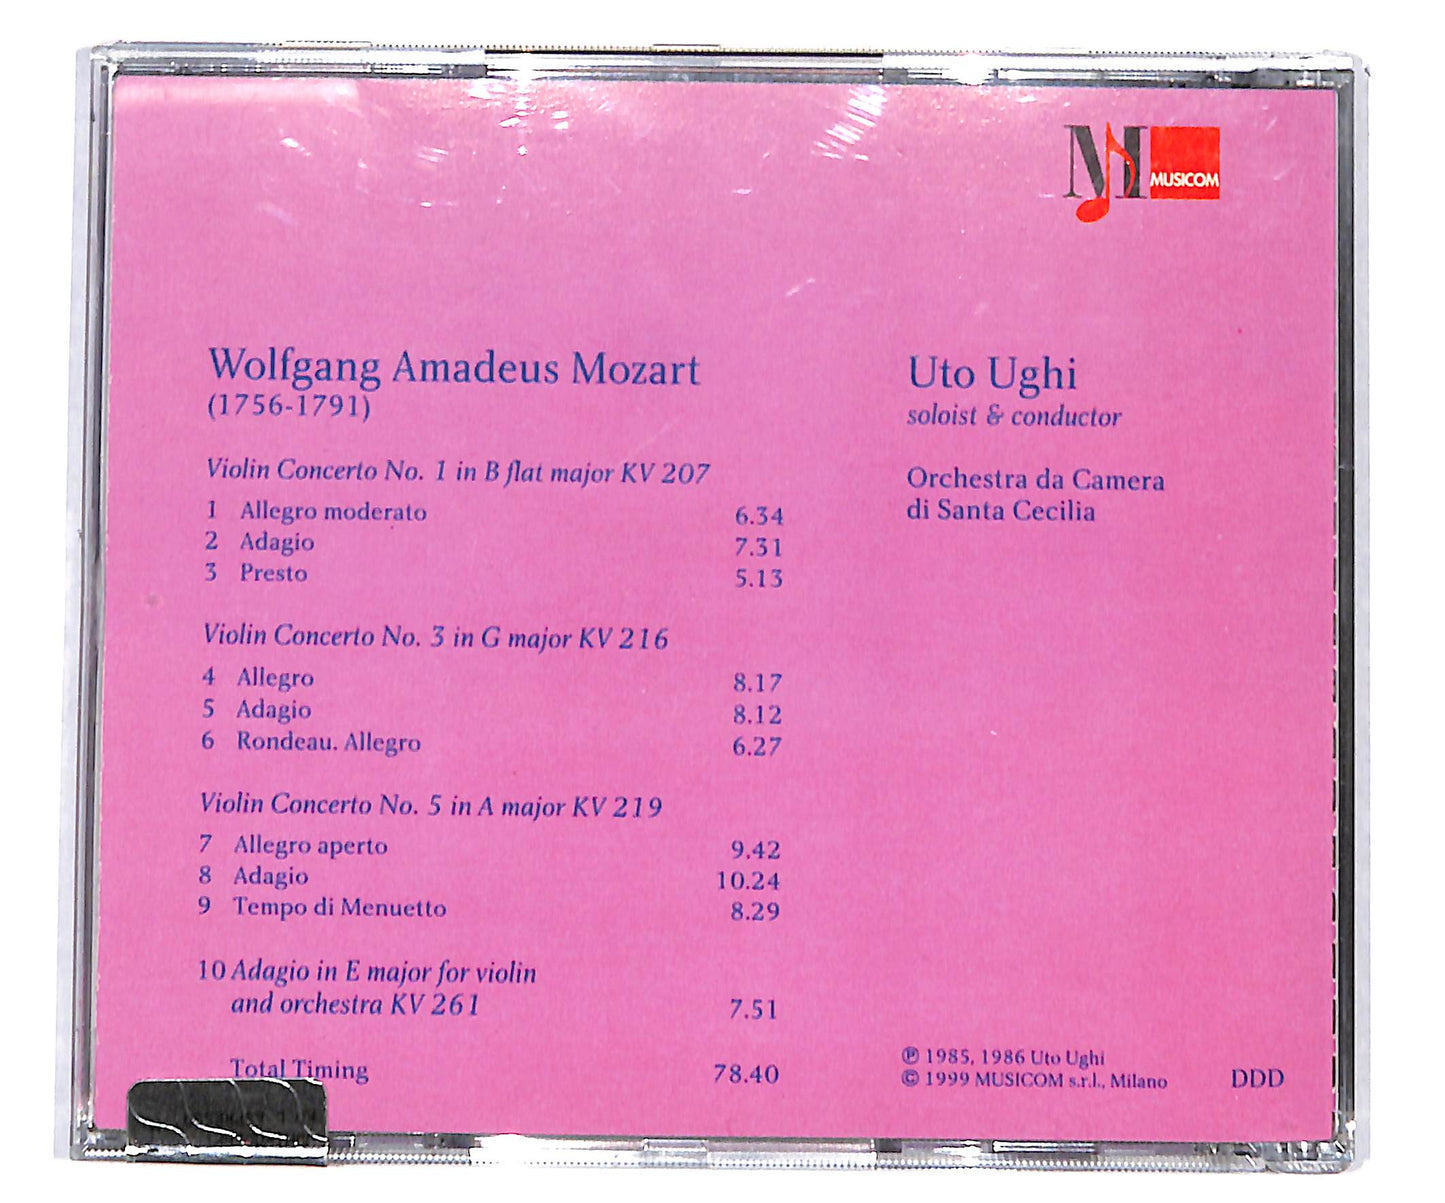 M MUSICOM
Wolfgang Amadeus Mozart
(1756-1791)
Violin Concerto No. 1 in B flat major KV 207
1 Allegro moderato 6.34
2 Adagio 7.31
3 Presto 5.13
Violin Concerto No. 3 in G major KV 216
4 Allegro 8.17
5 Adagio 8.12
6 Rondeau. Allegro 6.27
Violin Concerto No. 5 in A major KV 219
7 Allegro aperto 9.42
8 Adagio 10.24
9 Tempo di Menuetto 8.29
10 Adagio in E major for violin
and orchestra KV 261 7.51
Total Timing 78.40
Uto Ughi
soloist & conductor
Orchestra da Camera
di Santa Cecilia
℗ 1985, 1986 Uto Ughi
© 1999 MUSICOM s.r.l., Milano
DDD